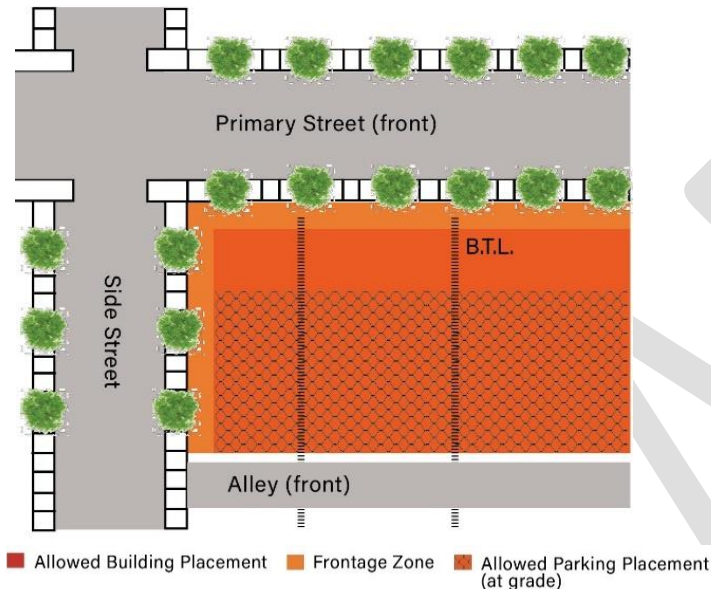 Primary Street (front)
B.T.L.
Side Street
Alley (front)
Allowed Building Placement
Frontage Zone
Allowed Parking Placement
(at grade)